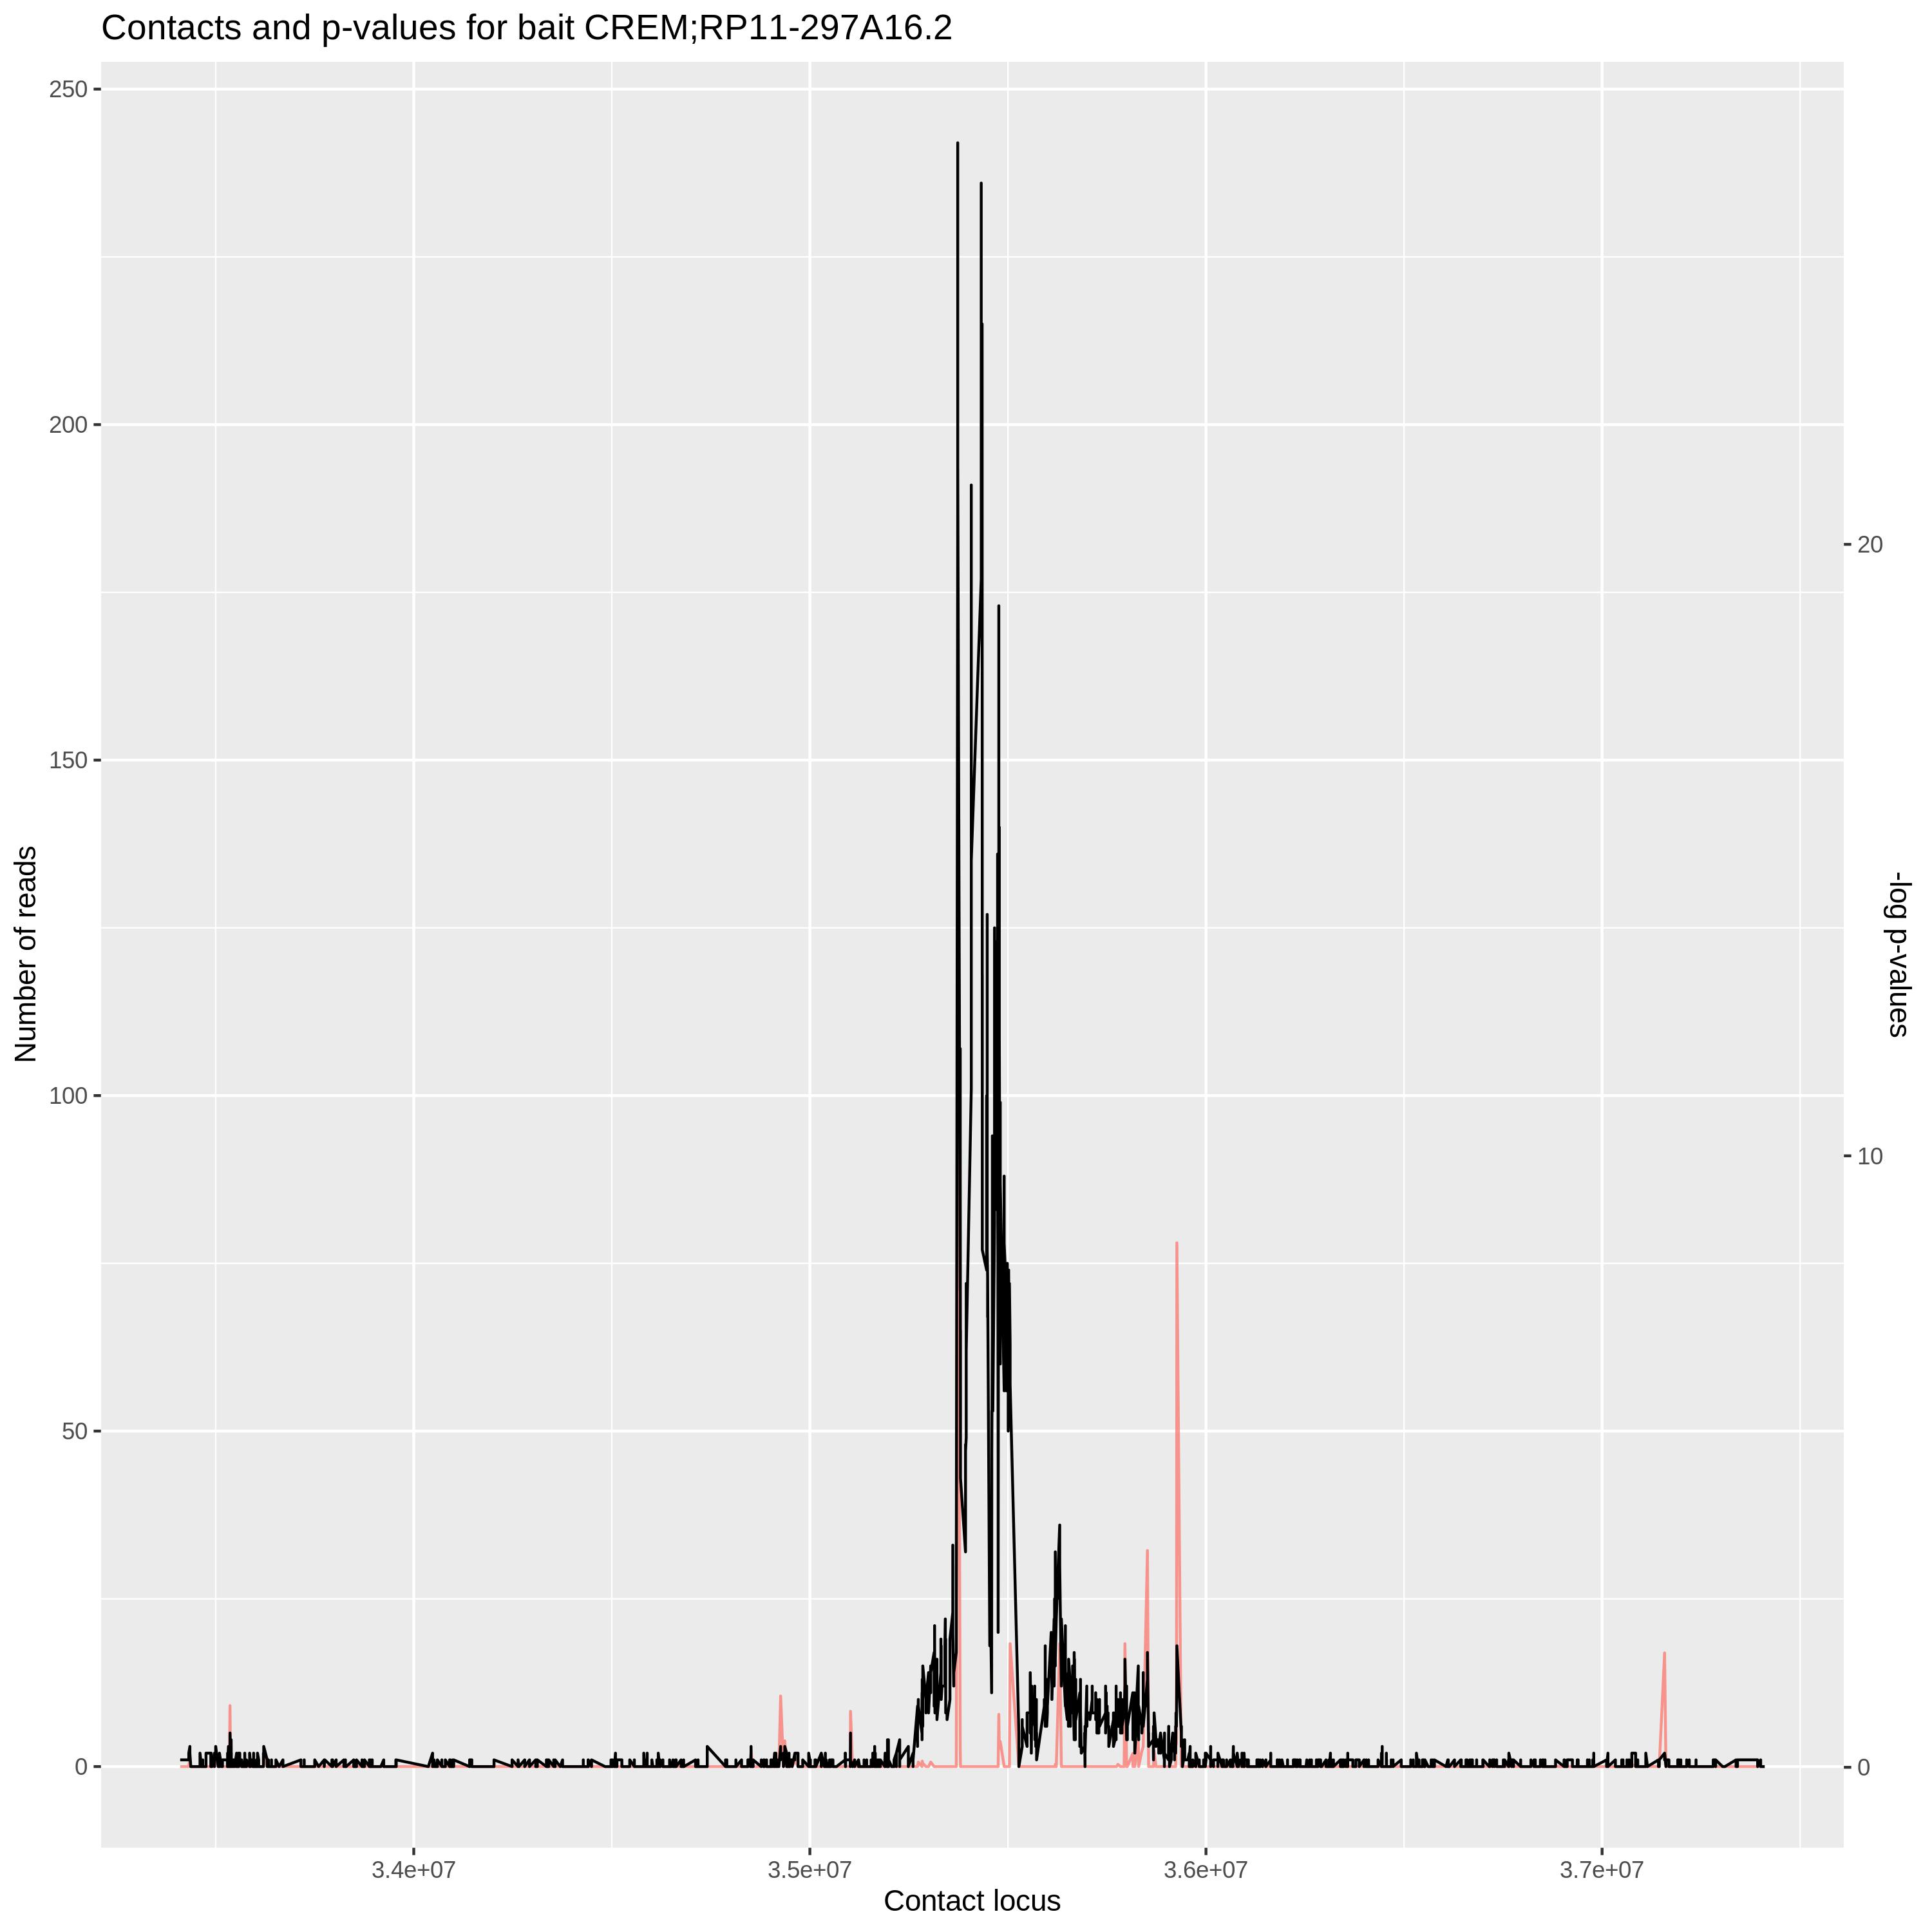 Contacts and p-values for bait CREM;RP11-297A16.2
250
200
150
100
50
0
Number of reads
20
10
0
-log p-values
3.4e+07
3.5e+07
3.6e+07
3.7e+07
Contact locus